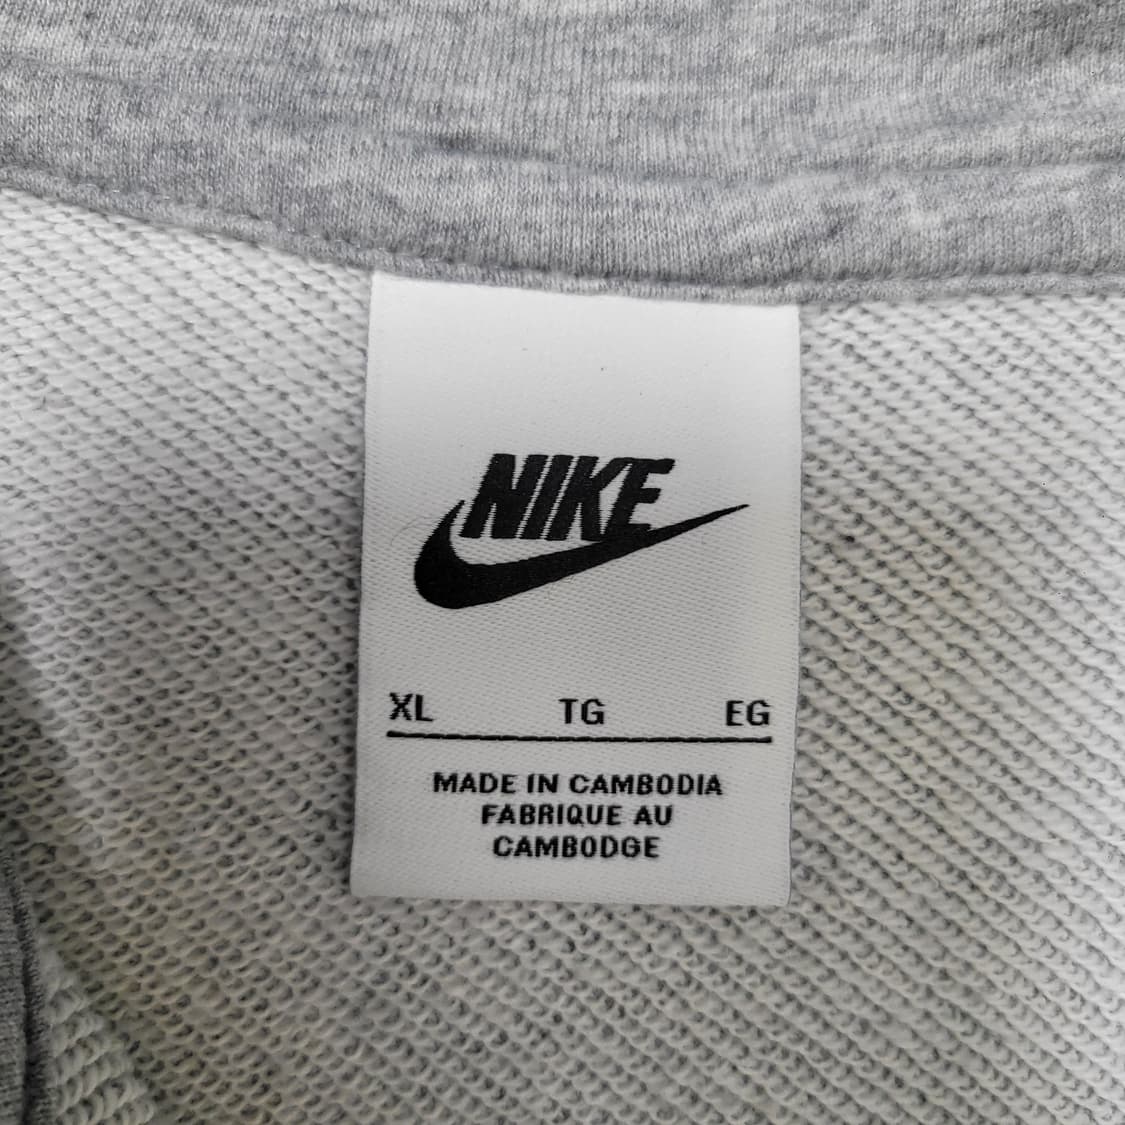 NIKE
XL TG EG
MADE IN CAMBODIA
FABRIQUE AU
CAMBODGE